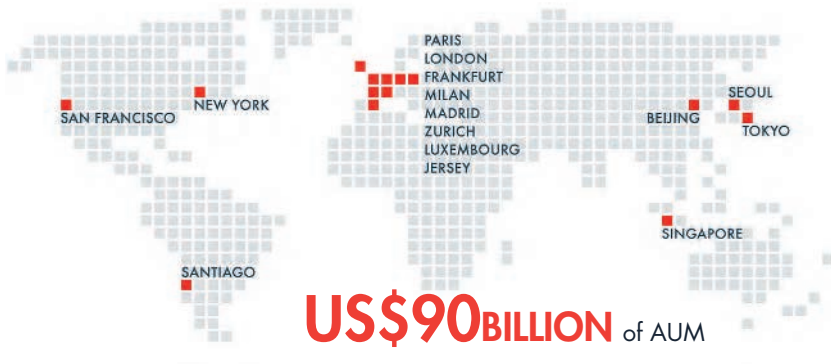 PARIS
LONDON
FRANKFURT
MILAN
MADRID
ZURICH
LUXEMBOURG
JERSEY
SAN FRANCISCO
NEW YORK
BEIJING
SEOUL
TOKYO
SINGAPORE
SANTIAGO
US$90BILLION of AUM